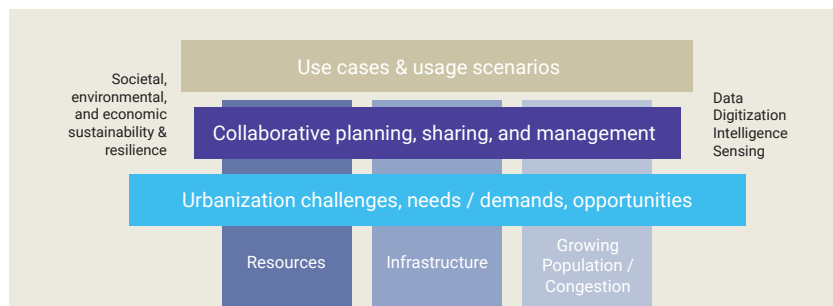 Use cases & usage scenarios
Societal,
environmental,
and economic
sustainability &
resilience
Data
Digitization
Intelligence
Sensing
Collaborative planning, sharing, and management
Urbanization challenges, needs / demands, opportunities
Resources
Infrastructure
Growing
Population /
Congestion